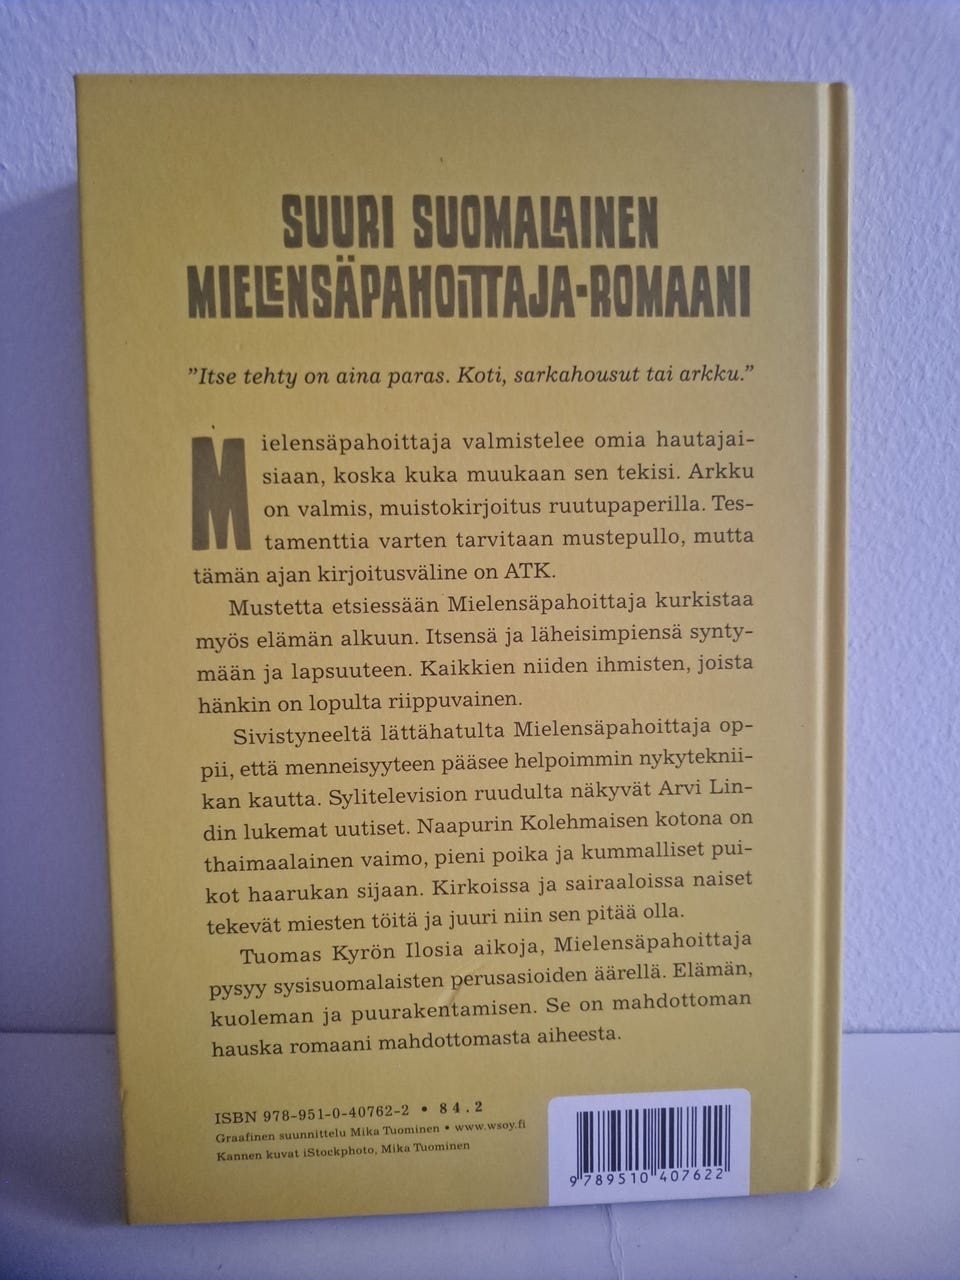 SUURI SUOMALAINEN
MIELENSÄPAHOITTAJA-ROMAANI
”Itse tehty on aina paras. Koti, sarkahousut tai arkku.”
Mielensäpahoittaja valmistelee omia hautajai-
siaan, koska kuka muukaan sen tekisi. Arkku
on valmis, muistokirjoitus ruutupaperilla. Tes-
tamenttia varten tarvitaan mustepullo, mutta
tämän ajan kirjoitusväline on ATK.
Mustetta etsiessään Mielensäpahoittaja kurkistaa
myös elämän alkuun. Itsensä ja läheisimpiensä synty-
mään ja lapsuuteen. Kaikkien niiden ihmisten, joista
hänkin on lopulta riippuvainen.
Sivistyneeltä lättähatulta Mielensäpahoittaja op-
pii, että menneisyyteen pääsee helpoimmin nykyteknii-
kan kautta. Sylitelevision ruudulta näkyvät Arvi Lin-
din lukemat uutiset. Naapurin Kolehmaisen kotona on
thaimaalainen vaimo, pieni poika ja kummalliset pui-
kot haarukan sijaan. Kirkoissa ja sairaaloissa naiset
tekevät miesten töitä ja juuri niin sen pitää olla.
Tuomas Kyrön Ilosia aikoja, Mielensäpahoittaja
pysyy sysisuomalaisten perusasioiden äärellä. Elämän,
kuoleman ja puurakentamisen. Se on mahdottoman
hauska romaani mahdottomasta aiheesta.
ISBN 978-951-0-40762-2 • 84.2
Graafinen suunnittelu Mika Tuominen • www.wsoy.fi
Kannen kuvat iStockphoto, Mika Tuominen
9 789510 407622